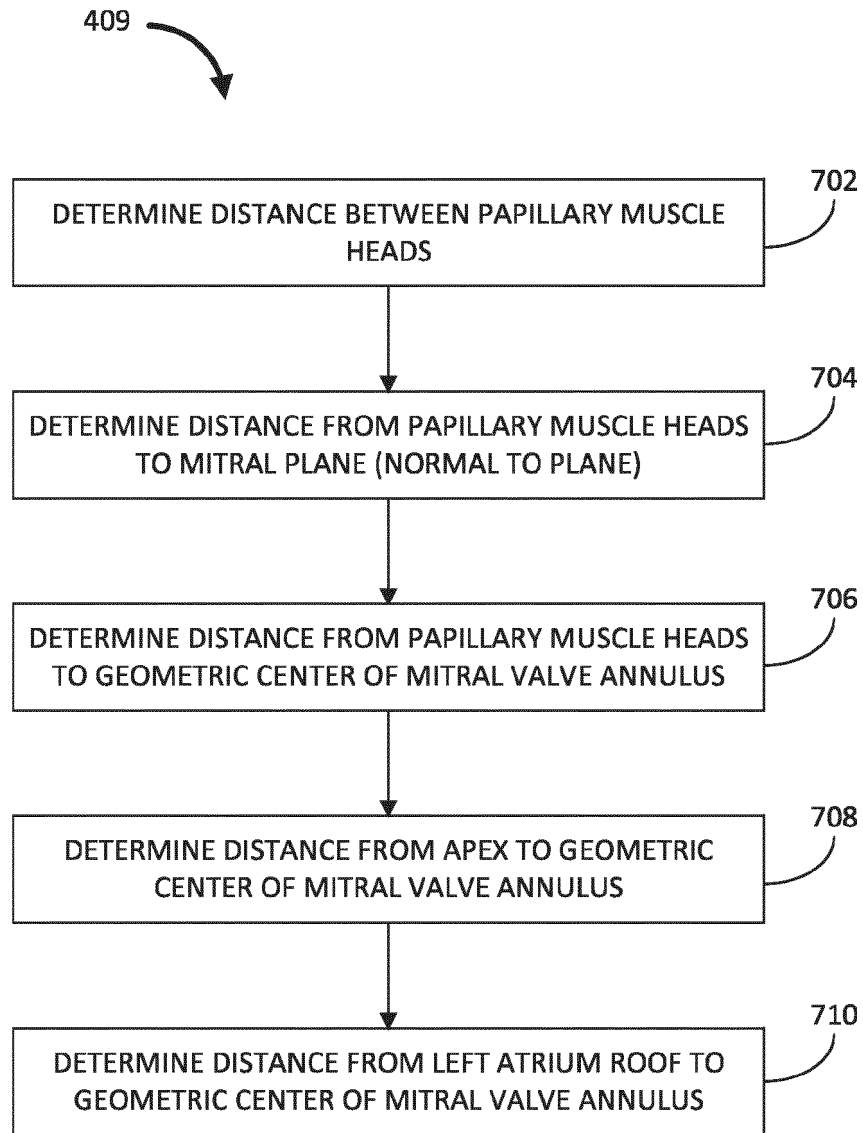 409
702
DETERMINE DISTANCE BETWEEN PAPILLARY MUSCLE
HEADS
704
DETERMINE DISTANCE FROM PAPILLARY MUSCLE HEADS
TO MITRAL PLANE (NORMAL TO PLANE)
706
DETERMINE DISTANCE FROM PAPILLARY MUSCLE HEADS
TO GEOMETRIC CENTER OF MITRAL VALVE ANNULUS
708
DETERMINE DISTANCE FROM APEX TO GEOMETRIC
CENTER OF MITRAL VALVE ANNULUS
710
DETERMINE DISTANCE FROM LEFT ATRIUM ROOF TO
GEOMETRIC CENTER OF MITRAL VALVE ANNULUS